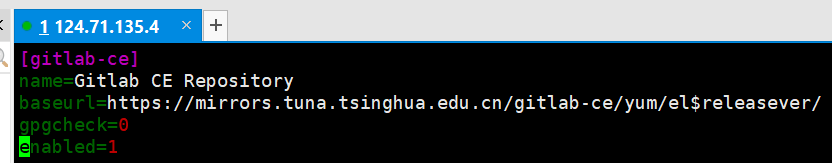 1 124.71.135.4 × +
[gitlab-ce]
name=Gitlab CE Repository
baseurl=https://mirrors.tuna.tsinghua.edu.cn/gitlab-ce/yum/el$releasever/
gpgcheck=0
enabled=1